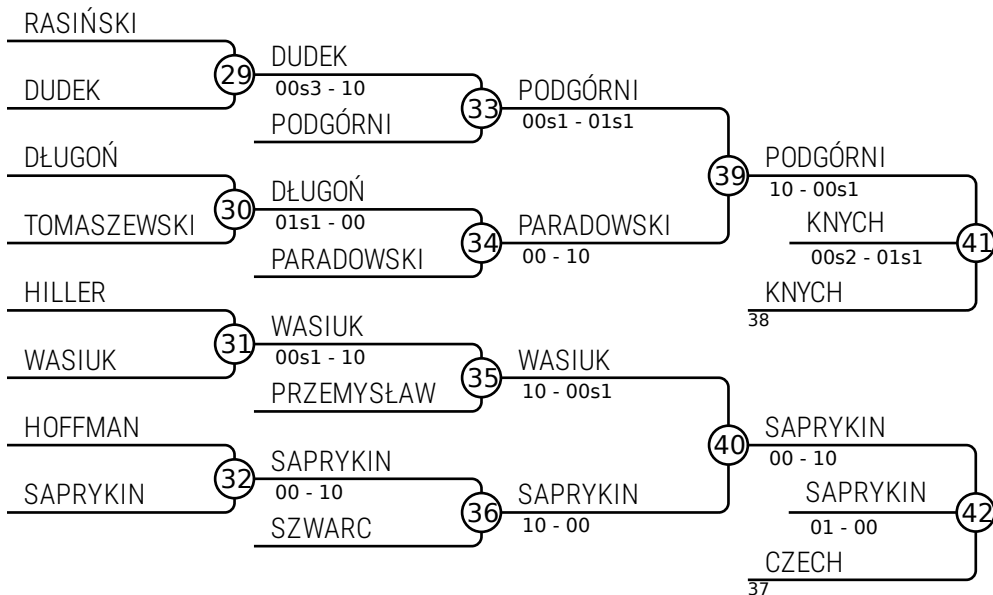 RASIŃSKI
29
DUDEK
00s3 - 10
DUDEK
33
PODGÓRNI
00s1 - 01s1
PODGÓRNI
DŁUGOŃ
39
PODGÓRNI
10 - 00s1
30
DŁUGOŃ
01s1 - 00
TOMASZEWSKI
34
PARADOWSKI
00 - 10
KNYCH
00s2 - 01s1
41
PARADOWSKI
HILLER
KNYCH
38
31
WASIUK
00s1 - 10
WASIUK
35
WASIUK
10 - 00s1
PRZEMYSŁAW
HOFFMAN
40
SAPRYKIN
00 - 10
32
SAPRYKIN
00 - 10
SAPRYKIN
36
SAPRYKIN
10 - 00
SAPRYKIN
01 - 00
42
SZWARC
CZECH
37